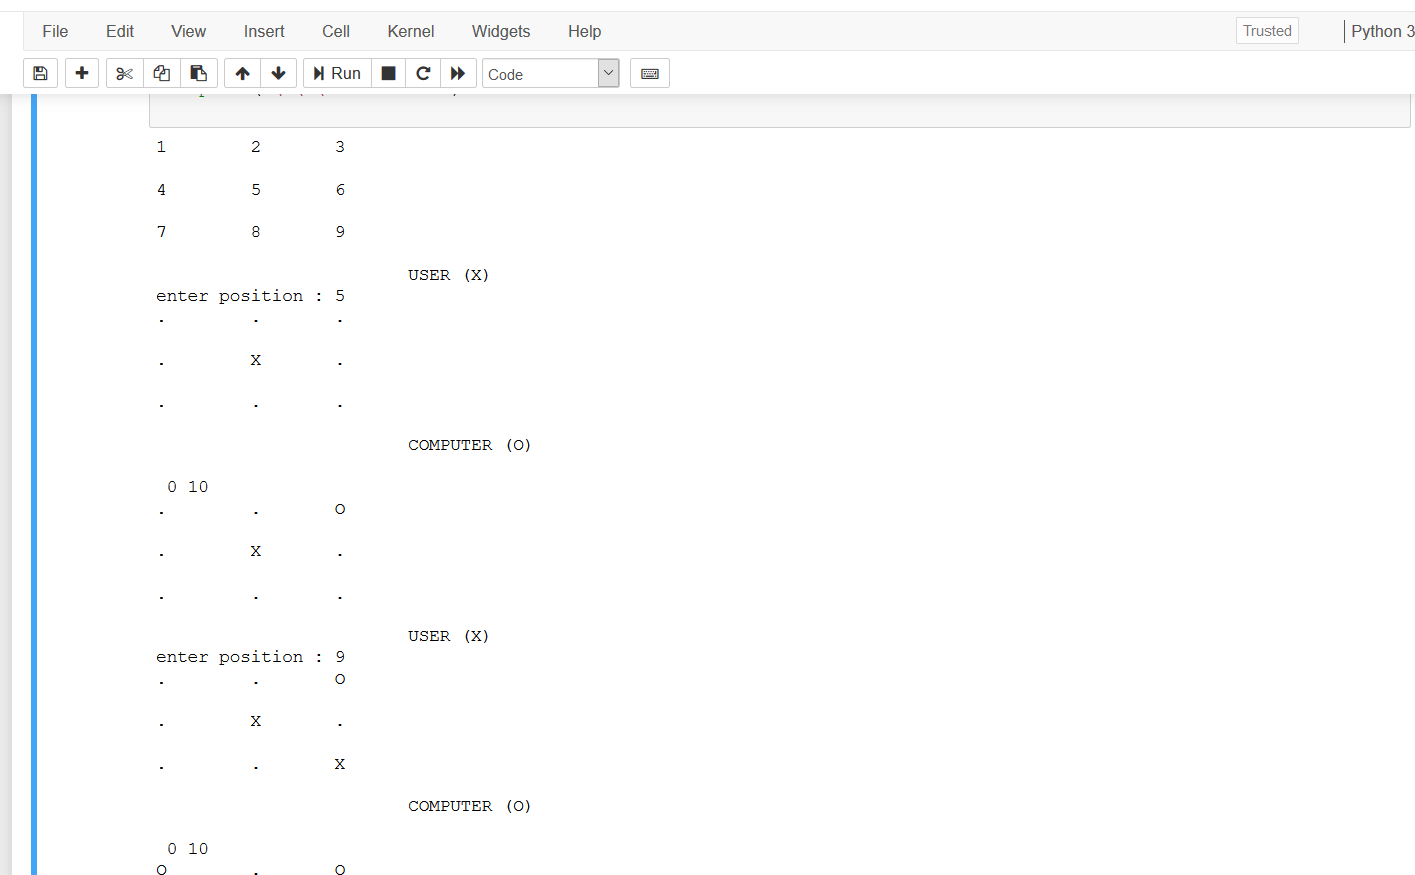 File Edit View Insert Cell Kernel Widgets Help Trusted Python 3
Run Code
1 2 3
4 5 6
7 8 9
USER (X)
enter position : 5
. . .
. X .
. . .
COMPUTER (O)
0 10
. . O
. X .
. . .
USER (X)
enter position : 9
. . O
. X .
. . X
COMPUTER (O)
0 10
O . O